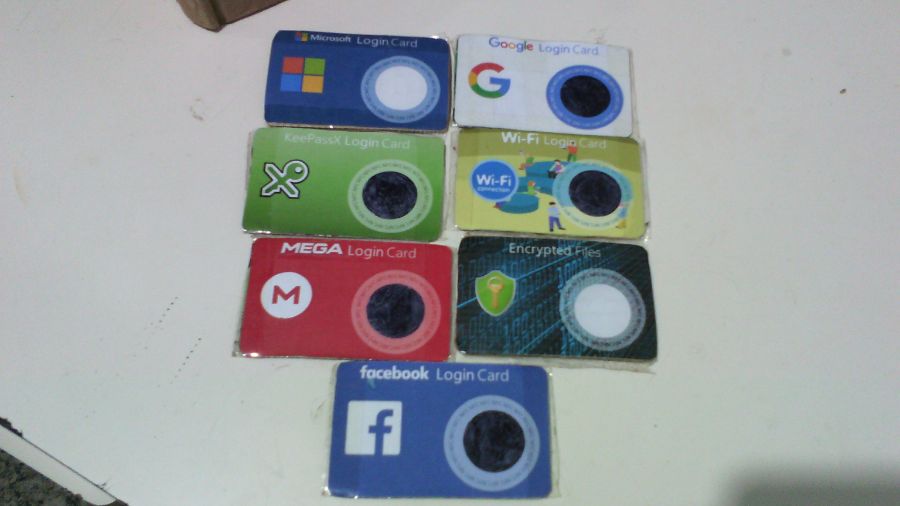 Microsoft Login Card
Google Login Card
G
KeePassX Login Card
Wi-Fi Login Card
Wi-Fi
connection
MEGA Login Card
M
Encrypted Files
facebook Login Card
f